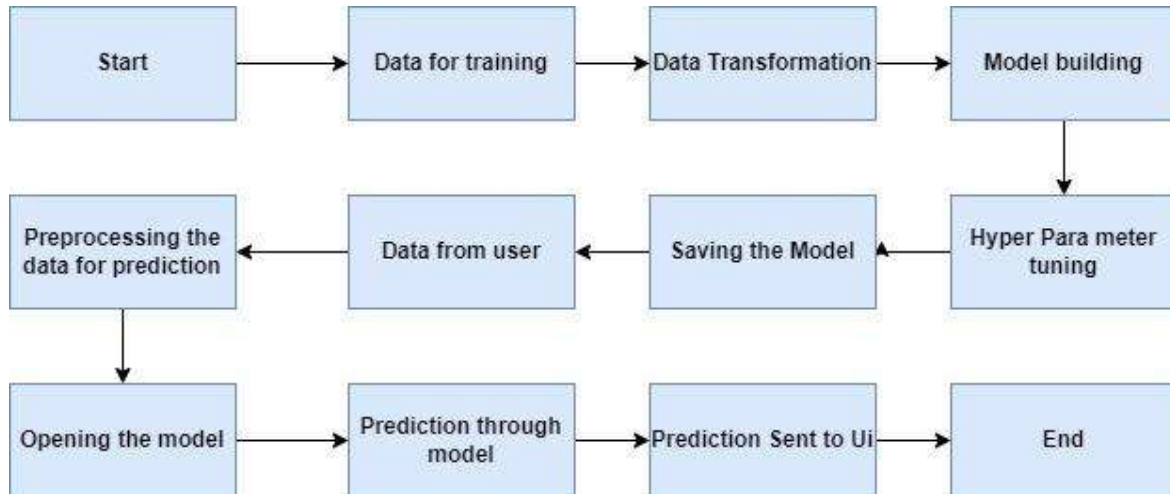 Start
Data for training
Data Transformation
Model building
Hyper Para meter
tuning
Saving the Model
Data from user
Preprocessing the
data for prediction
Opening the model
Prediction through
model
Prediction Sent to Ui
End